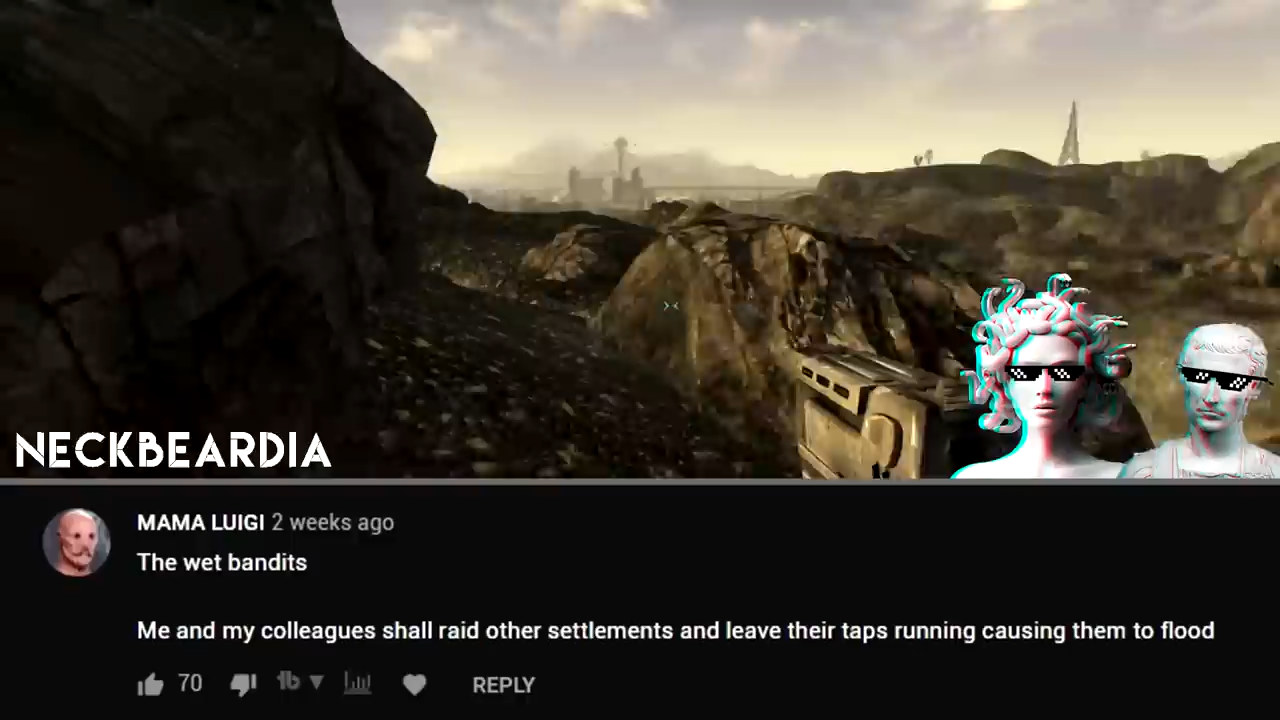 NECKBEARDIA
MAMA LUIGI 2 weeks ago
The wet bandits
Me and my colleagues shall raid other settlements and leave their taps running causing them to flood
70
REPLY